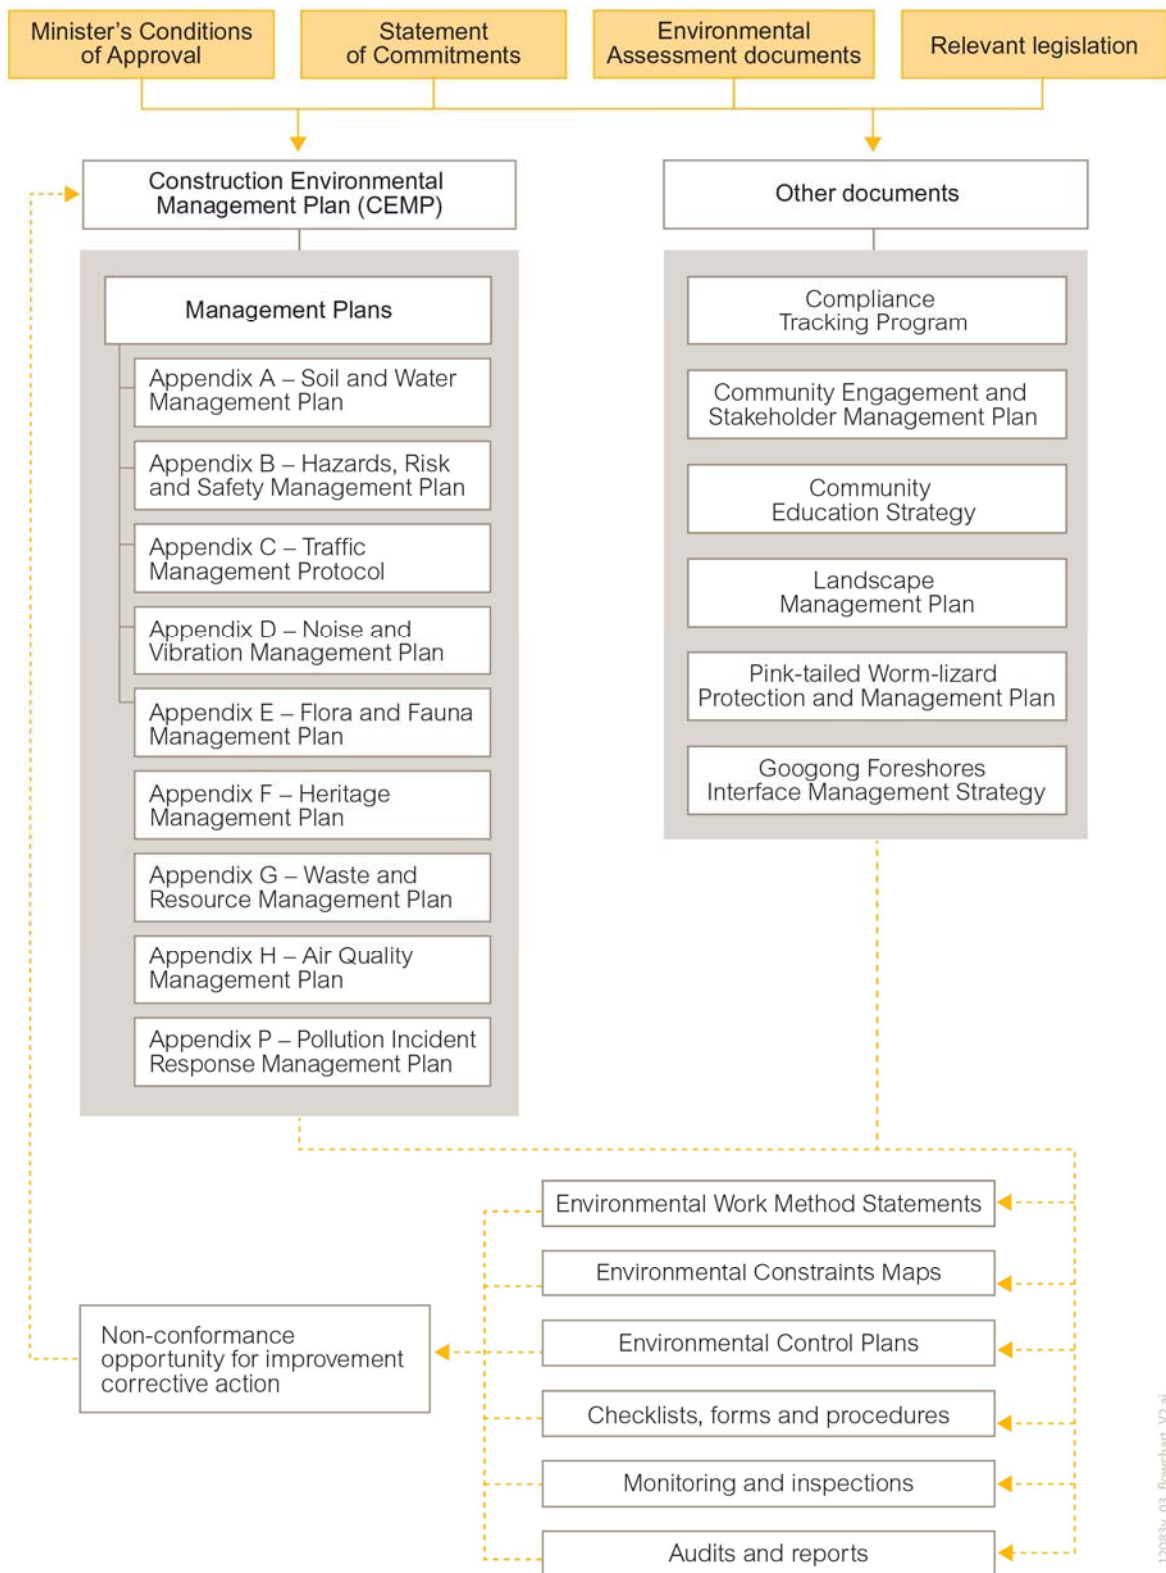 Minister's Conditions
of Approval
Statement
of Commitments
Environmental
Assessment documents
Relevant legislation
Construction Environmental
Management Plan (CEMP)
Other documents
Management Plans
Appendix A – Soil and Water
Management Plan
Appendix B – Hazards, Risk
and Safety Management Plan
Appendix C – Traffic
Management Protocol
Appendix D – Noise and
Vibration Management Plan
Appendix E – Flora and Fauna
Management Plan
Appendix F – Heritage
Management Plan
Appendix G – Waste and
Resource Management Plan
Appendix H – Air Quality
Management Plan
Appendix P – Pollution Incident
Response Management Plan
Compliance
Tracking Program
Community Engagement and
Stakeholder Management Plan
Community
Education Strategy
Landscape
Management Plan
Pink-tailed Worm-lizard
Protection and Management Plan
Googong Foreshores
Interface Management Strategy
Environmental Work Method Statements
Environmental Constraints Maps
Environmental Control Plans
Checklists, forms and procedures
Monitoring and inspections
Audits and reports
Non-conformance
opportunity for improvement
corrective action
12083y_03_flowchart_V2.ai